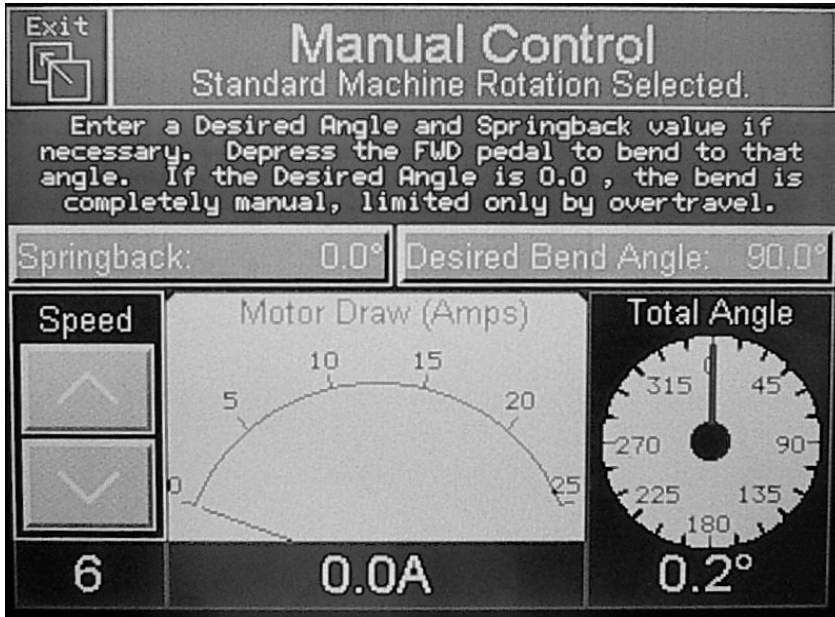 Exit
Manual Control
Standard Machine Rotation Selected.
Enter a Desired Angle and Springback value if
necessary. Depress the FWD pedal to bend to that
angle. If the Desired Angle is 0.0 , the bend is
completely manual, limited only by overtravel.
Springback: 0.0° Desired Bend Angle: 90.0°
Speed
6
Motor Draw (Amps)
0 5 10 15 20 25
0.0A
Total Angle
0 45 90 135 180 225 270 315
0.2°